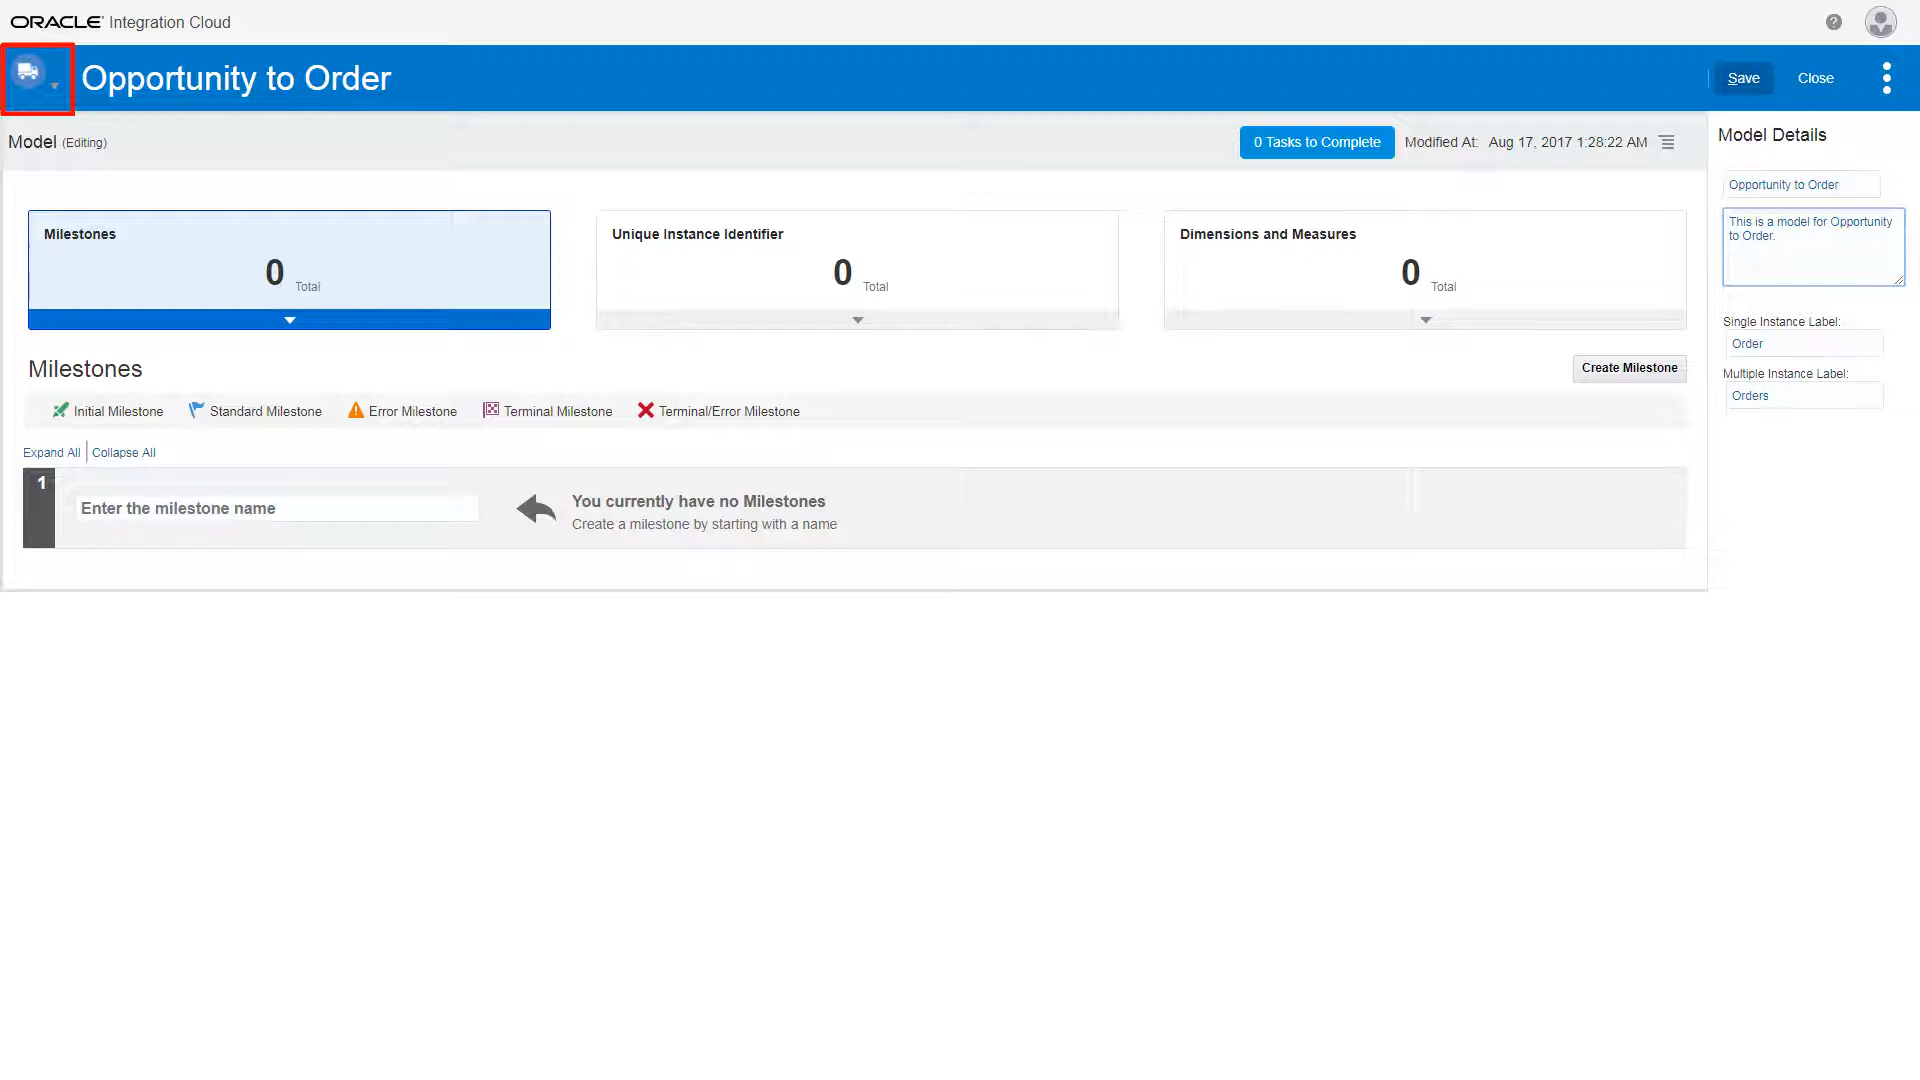 ORACLE Integration Cloud
Opportunity to Order
Save
Close
Model (Editing)
0 Tasks to Complete
Modified At: Aug 17, 2017 1:28:22 AM
Model Details
Opportunity to Order
This is a model for Opportunity
to Order.
Single Instance Label:
Order
Multiple Instance Label:
Orders
Milestones
0 Total
Unique Instance Identifier
0 Total
Dimensions and Measures
0 Total
Milestones
Create Milestone
Initial Milestone
Standard Milestone
Error Milestone
Terminal Milestone
Terminal/Error Milestone
Expand All
Collapse All
1
Enter the milestone name
You currently have no Milestones
Create a milestone by starting with a name